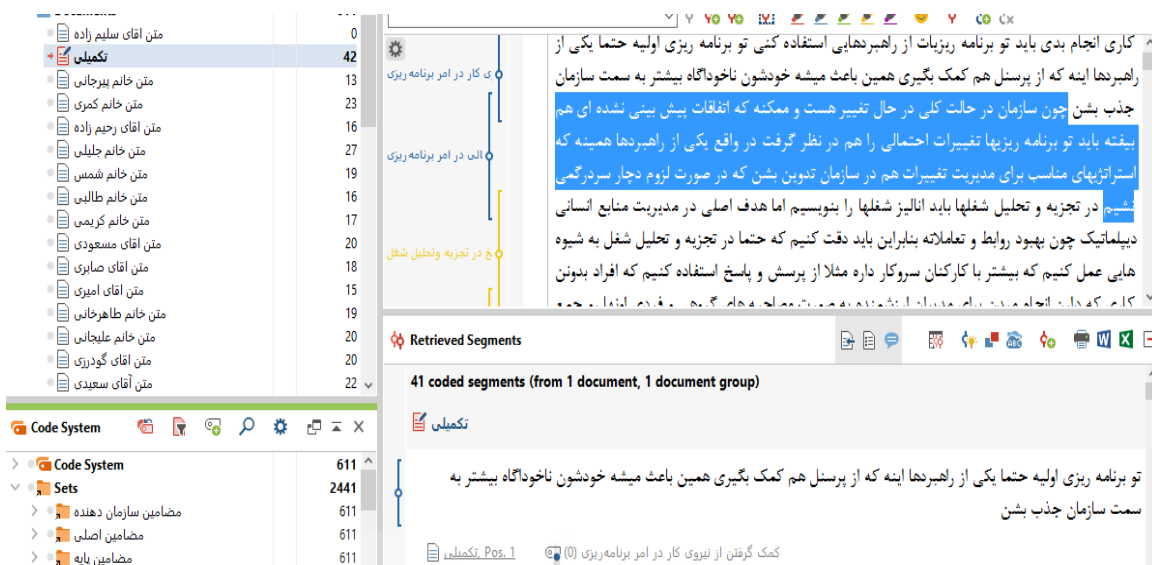 متن اقای سلیم زاده 0
تکمیلی 42
متن خانم پیرجانی 13
متن خانم کمری 23
متن اقای رحیم زاده 16
متن خانم جلیلی 27
متن خانم شمس 19
متن خانم طالبی 16
متن خانم کریمی 17
متن اقای مسعودی 20
متن اقای صابری 18
متن اقای امیری 15
متن خانم طاهرخانی 19
متن خانم علیجانی 20
متن اقای گودرزی 20
متن آقای سعیدی 22
Code System
Code System 611
Sets 2441
مضامین سازمان دهنده 611
مضامین اصلی 611
مضامین پایه 611
ی کار در امر برنامه ریزی
الی در امر برنامه ریزی
خ در تجزیه وتحلیل شغل
کاری انجام بدی باید تو برنامه ریزیات از راهبردهایی استفاده کنی تو برنامه ریزی اولیه حتما یکی از
راهبردها اینه که از پرسنل هم کمک بگیری همین باعث میشه خودشون ناخوداگاه بیشتر به سمت سازمان
جذب بشن چون سازمان در حالت کلی در حال تغییر هست و ممکنه که اتفاقات پیش بینی نشده ای هم
بیفته باید تو برنامه ریزیها تغییرات احتمالی را هم در نظر گرفت در واقع یکی از راهبردها همینه که
استراتژیهای مناسب برای مدیریت تغییرات هم در سازمان تدوین بشن که در صورت لزوم دچار سردرگمی
نشیم در تجزیه و تحلیل شغلها باید انالیز شغلها را بنویسیم اما هدف اصلی در مدیریت منابع انسانی
دیپلماتیک چون بهبود روابط و تعاملاته بنابراین باید دقت کنیم که حتما در تجزیه و تحلیل شغل به شیوه
هایی عمل کنیم که بیشتر با کارکنان سروکار داره مثلا از پرسش و پاسخ استفاده کنیم که افراد بدونن
Retrieved Segments
41 coded segments (from 1 document, 1 document group)
تکمیلی
تو برنامه ریزی اولیه حتما یکی از راهبردها اینه که از پرسنل هم کمک بگیری همین باعث میشه خودشون ناخوداگاه بیشتر به
سمت سازمان جذب بشن
تکمیلی, Pos. 1 کمک گرفتن از نیروی کار در امر برنامه‌ریزی (0)